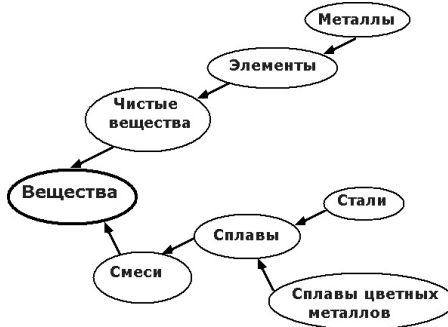 Металлы
Элементы
Чистые
вещества
Вещества
Стали
Сплавы
Смеси
Сплавы цветных
металлов